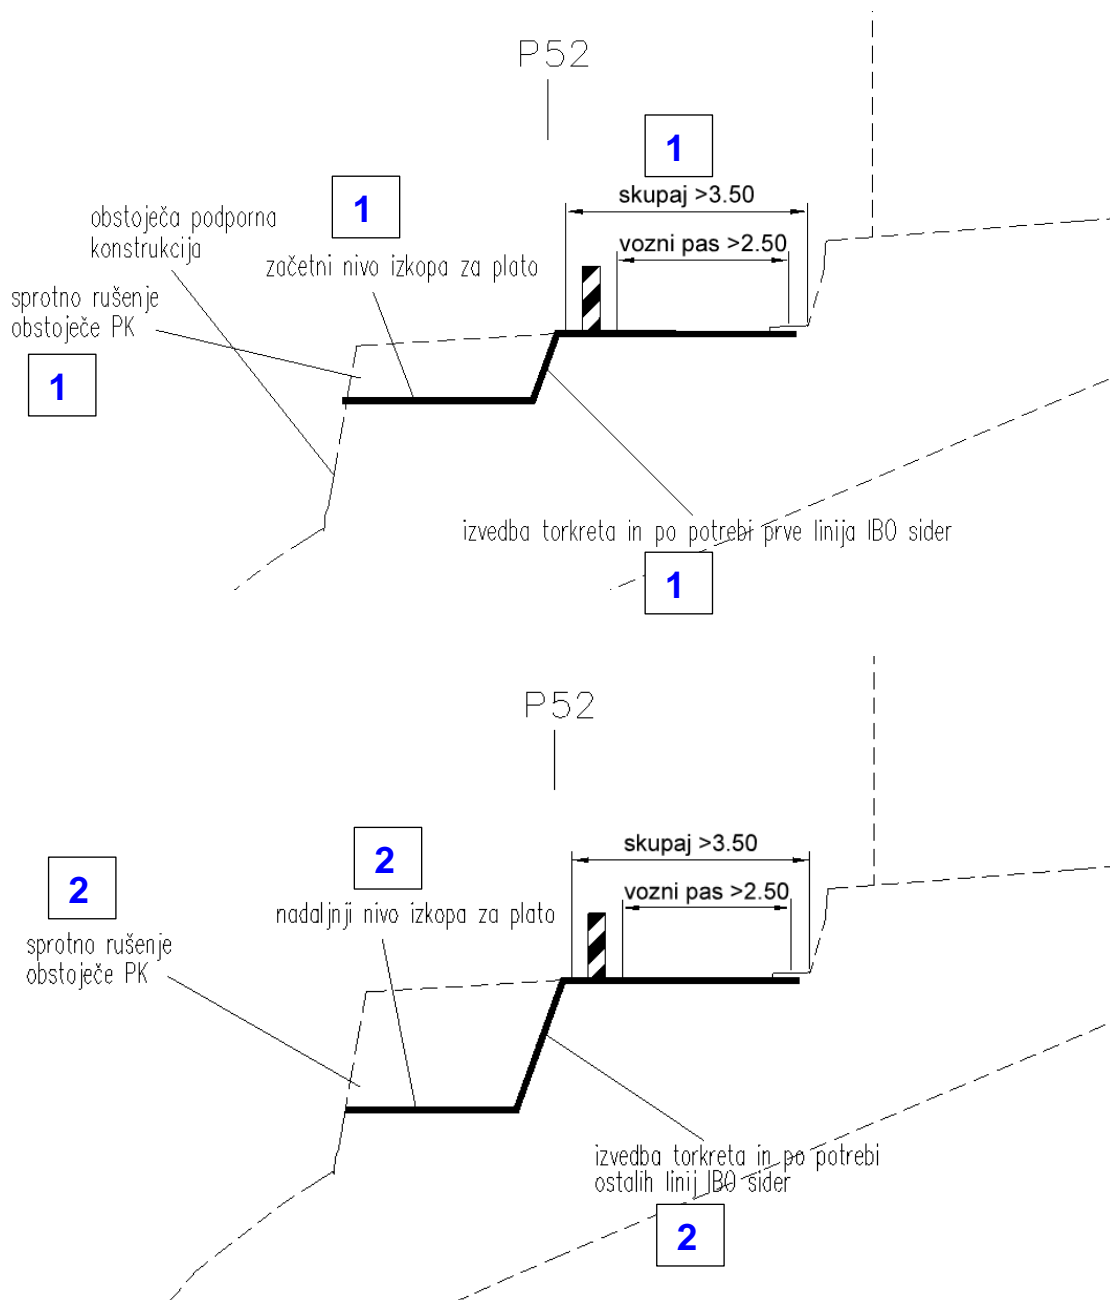 P52
1
skupaj >3.50
1
obstoječa podporna
konstrukcija
vozni pas >2.50
začetni nivo izkopa za plato
sprotno rušenje
obstoječe PK
1
izvedba torkreta in po potrebi prve linija IBO sider
1
P52
2
skupaj >3.50
2
vozni pas >2.50
nadaljnji nivo izkopa za plato
sprotno rušenje
obstoječe PK
izvedba torkreta in po potrebi
ostalih linij IBO sider
2